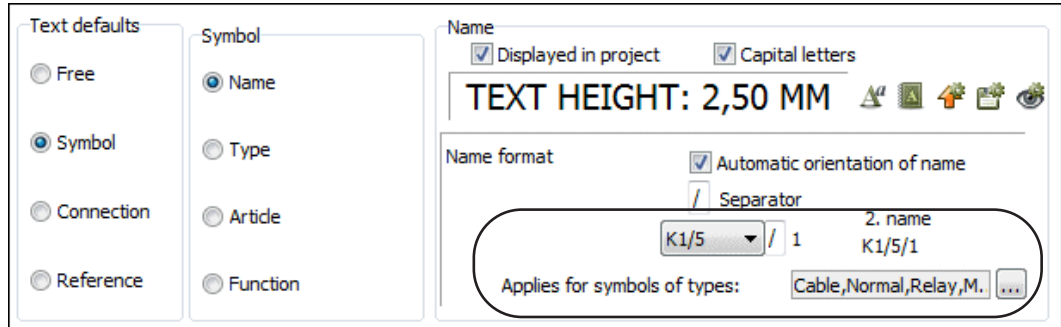 Text defaults
Free
Symbol
Connection
Reference
Symbol
Name
Type
Article
Function
Name
Displayed in project Capital letters
TEXT HEIGHT: 2,50 MM
Name format
Automatic orientation of name
/ Separator
K1/5 / 1
2. name
K1/5/1
Applies for symbols of types: Cable,Normal,Relay,M. ...